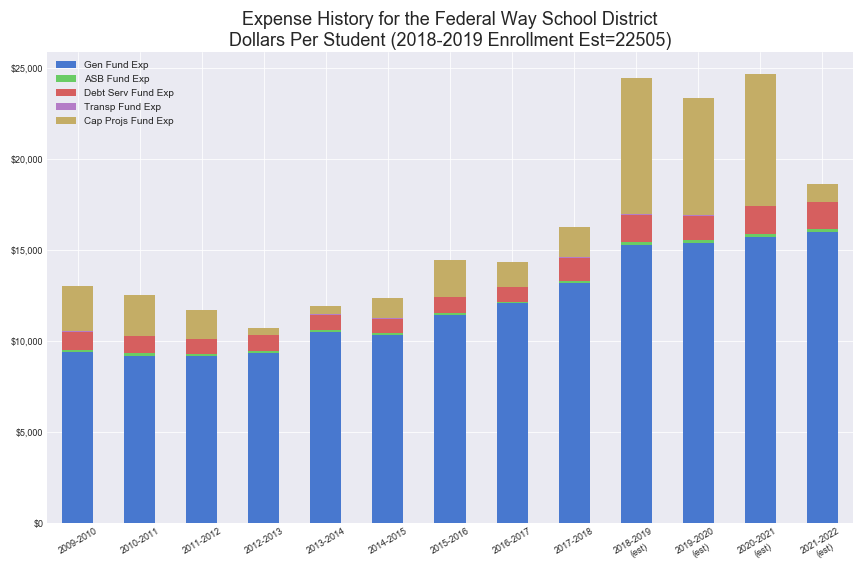 Expense History for the Federal Way School District
Dollars Per Student (2018-2019 Enrollment Est=22505)
Gen Fund Exp
ASB Fund Exp
Debt Serv Fund Exp
Transp Fund Exp
Cap Projs Fund Exp
$25,000
$20,000
$15,000
$10,000
$5,000
$0
2009-2010
2010-2011
2011-2012
2012-2013
2013-2014
2014-2015
2015-2016
2016-2017
2017-2018
2018-2019
(est)
2019-2020
(est)
2020-2021
(est)
2021-2022
(est)